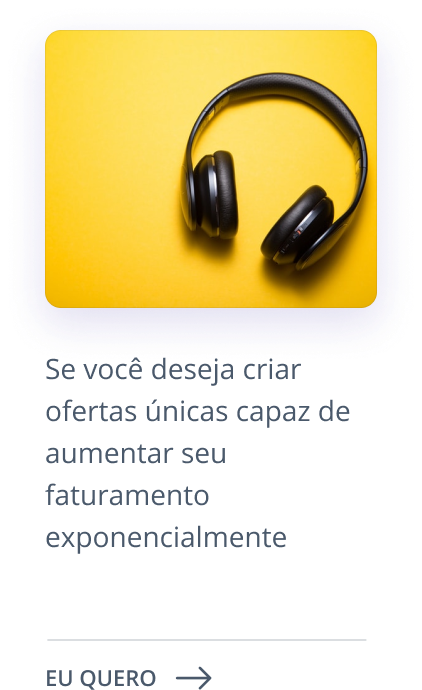 Se você deseja criar
ofertas únicas capaz de
aumentar seu
faturamento
exponencialmente
EU QUERO